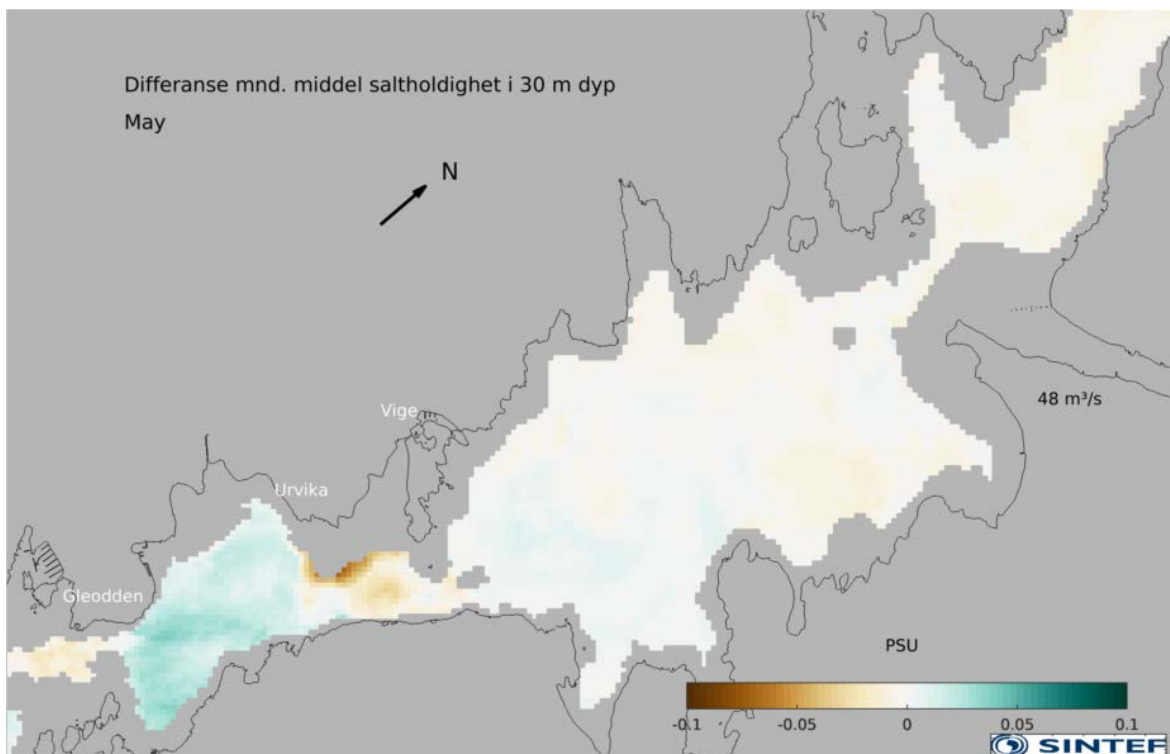 Differanse mnd. middel saltholdighet i 30 m dyp
May
N
48 m³/s
Vige
Urvika
Gleodden
PSU
-0.1 -0.05 0 0.05 0.1
SINTEF